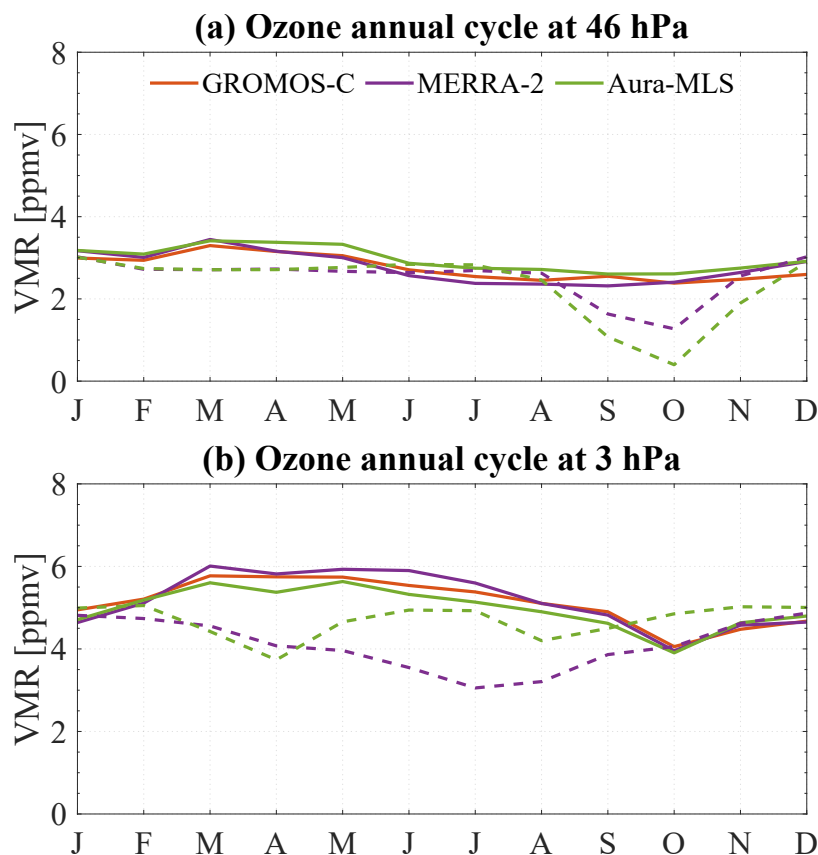 (a) Ozone annual cycle at 46 hPa
GROMOS-C MERRA-2 Aura-MLS
VMR [ppmv]
8
6
4
2
0
J F M A M J J A S O N D
(b) Ozone annual cycle at 3 hPa
VMR [ppmv]
8
6
4
2
0
J F M A M J J A S O N D